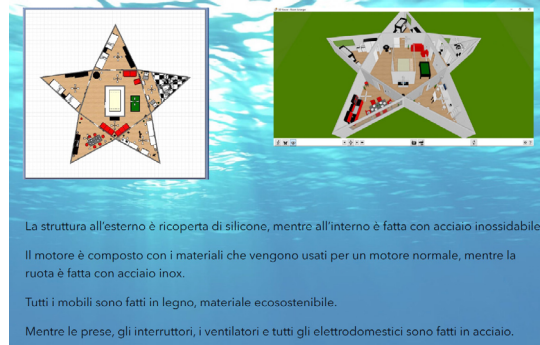 La struttura all'esterno è ricoperta di silicone, mentre all'interno è fatta con acciaio inossidabile
Il motore è composto con i materiali che vengono usati per un motore normale, mentre la
ruota è fatta con acciaio inox.
Tutti i mobili sono fatti in legno, materiale ecosostenibile.
Mentre le prese, gli interruttori, i ventilatori e tutti gli elettrodomestici sono fatti in acciaio.